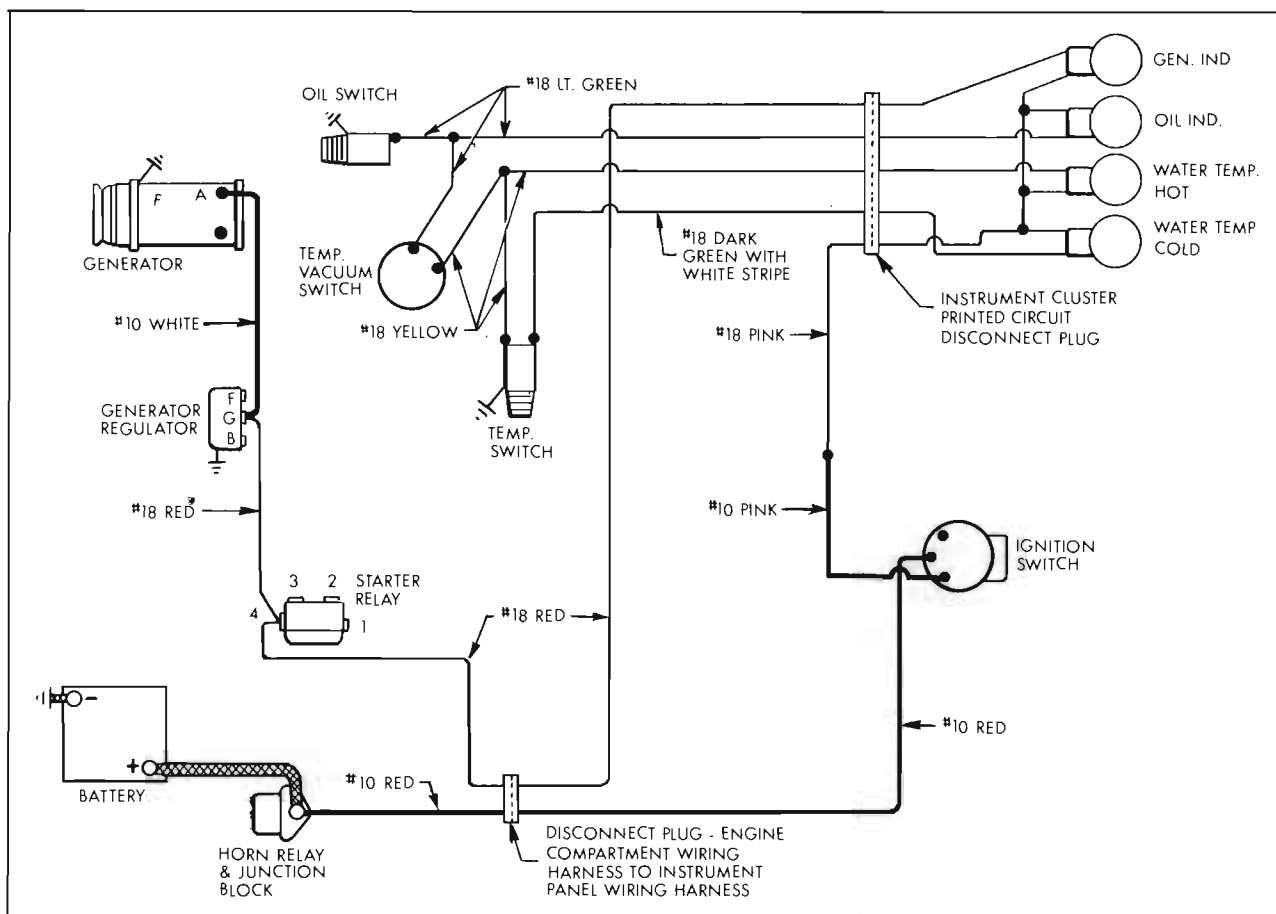 #18 LT. GREEN
OIL SWITCH
GEN. IND
OIL IND.
WATER TEMP.
HOT
WATER TEMP
COLD
F
A
GENERATOR
TEMP.
VACUUM
SWITCH
#18 DARK
GREEN WITH
WHITE STRIPE
INSTRUMENT CLUSTER
PRINTED CIRCUIT
DISCONNECT PLUG
#10 WHITE
#18 YELLOW
#18 PINK
GENERATOR
REGULATOR
F
G
B
TEMP.
SWITCH
#18 RED
#10 PINK
IGNITION
SWITCH
3
2
STARTER
RELAY
4
1
#18 RED
-
+
BATTERY
#10 RED
#10 RED
HORN RELAY
& JUNCTION
BLOCK
DISCONNECT PLUG - ENGINE
COMPARTMENT WIRING
HARNESS TO INSTRUMENT
PANEL WIRING HARNESS